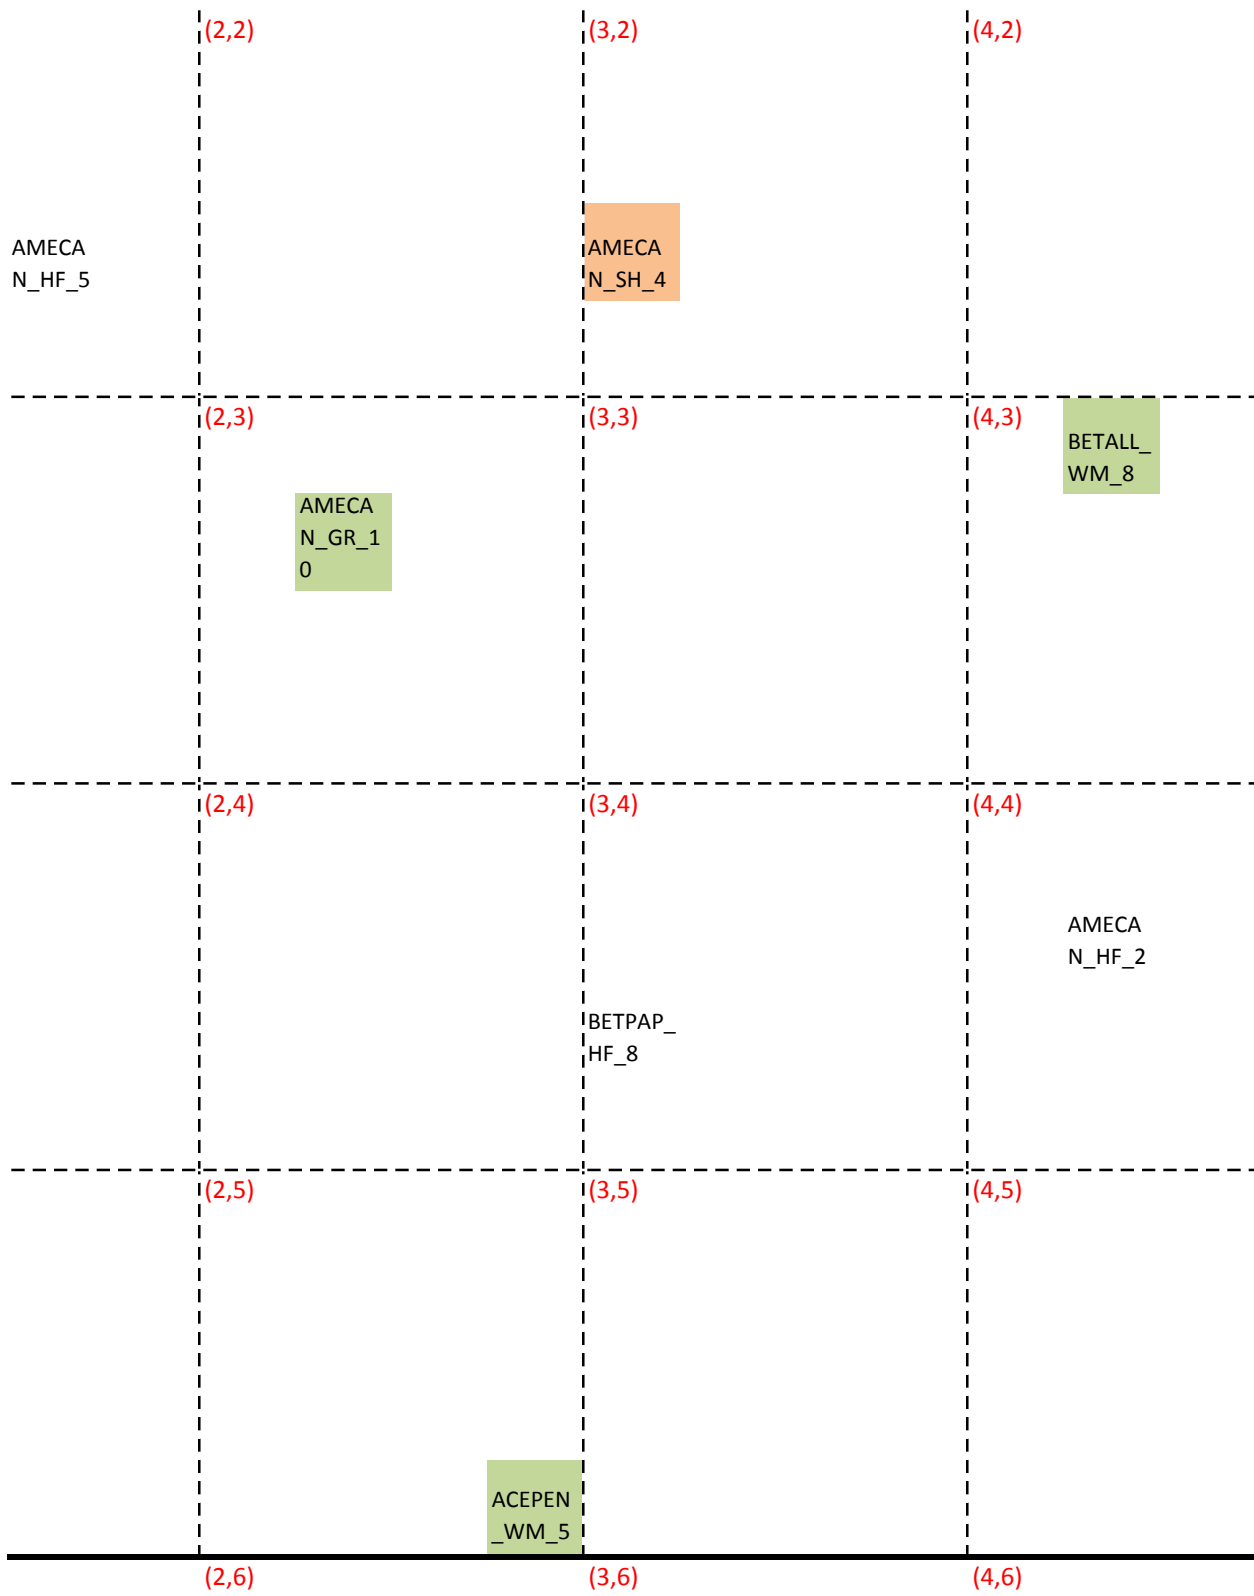 (2,2) (3,2) (4,2)
AMECA
N_HF_5
AMECA
N_SH_4
(2,3) (3,3) (4,3)
BETALL_
WM_8
AMECA
N_GR_1
0
(2,4) (3,4) (4,4)
AMECA
N_HF_2
BETPAP_
HF_8
(2,5) (3,5) (4,5)
ACEPEN
_WM_5
(2,6) (3,6) (4,6)